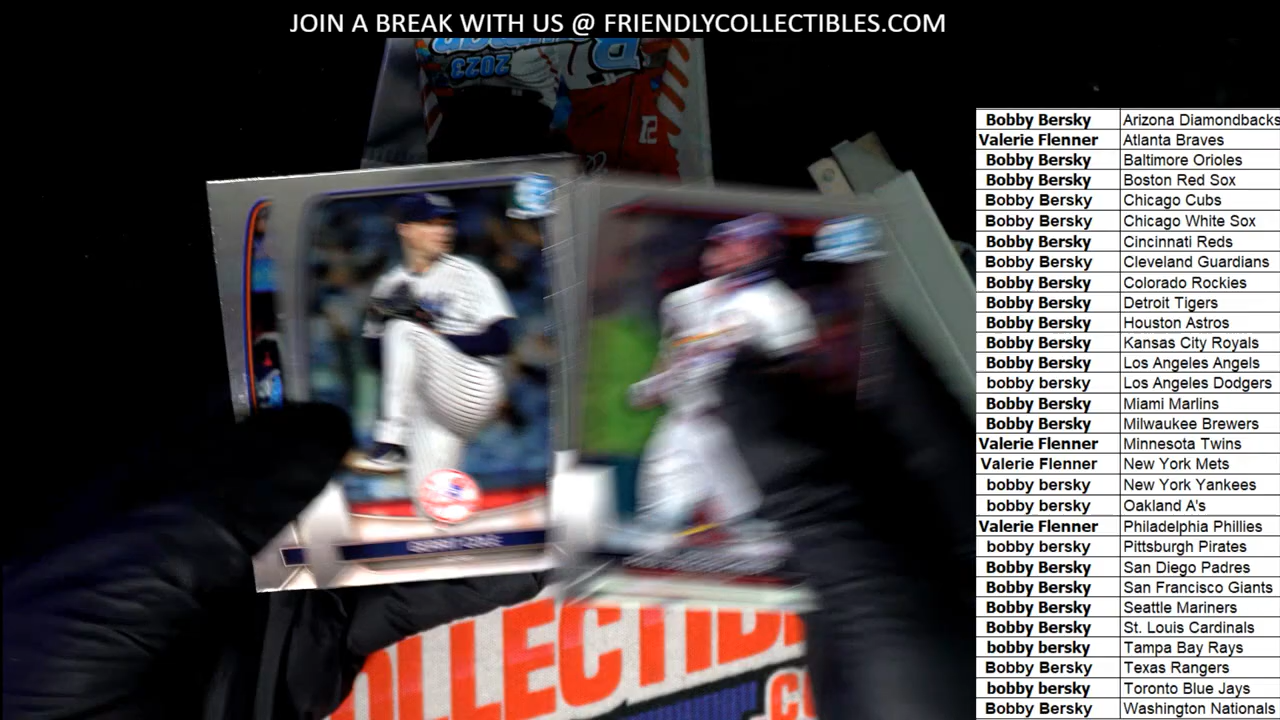 JOIN A BREAK WITH US @ FRIENDLYCOLLECTIBLES.COM
2023
12
Bobby Bersky Arizona Diamondbacks
Valerie Flenner Atlanta Braves
Bobby Bersky Baltimore Orioles
Bobby Bersky Boston Red Sox
Bobby Bersky Chicago Cubs
Bobby Bersky Chicago White Sox
Bobby Bersky Cincinnati Reds
Bobby Bersky Cleveland Guardians
Bobby Bersky Colorado Rockies
Bobby Bersky Detroit Tigers
Bobby Bersky Houston Astros
Bobby Bersky Kansas City Royals
Bobby Bersky Los Angeles Angels
bobby bersky Los Angeles Dodgers
Bobby Bersky Miami Marlins
Bobby Bersky Milwaukee Brewers
Valerie Flenner Minnesota Twins
Valerie Flenner New York Mets
bobby bersky New York Yankees
bobby bersky Oakland A's
Valerie Flenner Philadelphia Phillies
bobby bersky Pittsburgh Pirates
Bobby Bersky San Diego Padres
Bobby Bersky San Francisco Giants
Bobby Bersky Seattle Mariners
Bobby Bersky St. Louis Cardinals
bobby bersky Tampa Bay Rays
Bobby Bersky Texas Rangers
bobby bersky Toronto Blue Jays
Bobby Bersky Washington Nationals
OLLECTIB